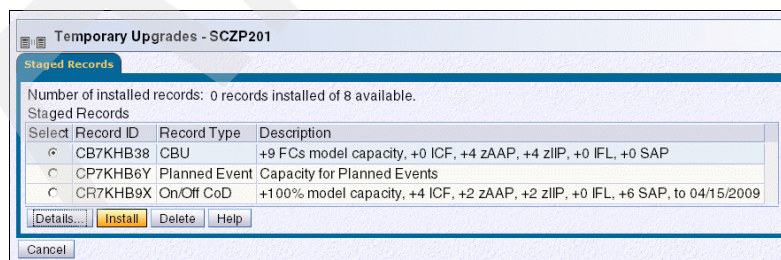 Temporary Upgrades - SCZP201
Staged Records
Number of installed records: 0 records installed of 8 available.
Staged Records
Select Record ID Record Type Description
CB7KHB38 CBU +9 FCs model capacity, +0 ICF, +4 zAAP, +4 zIIP, +0 IFL, +0 SAP
CP7KHB6Y Planned Event Capacity for Planned Events
CR7KHB9X On/Off CoD +100% model capacity, +4 ICF, +2 zAAP, +2 zIIP, +0 IFL, +6 SAP, to 04/15/2009
Details... Install Delete Help
Cancel